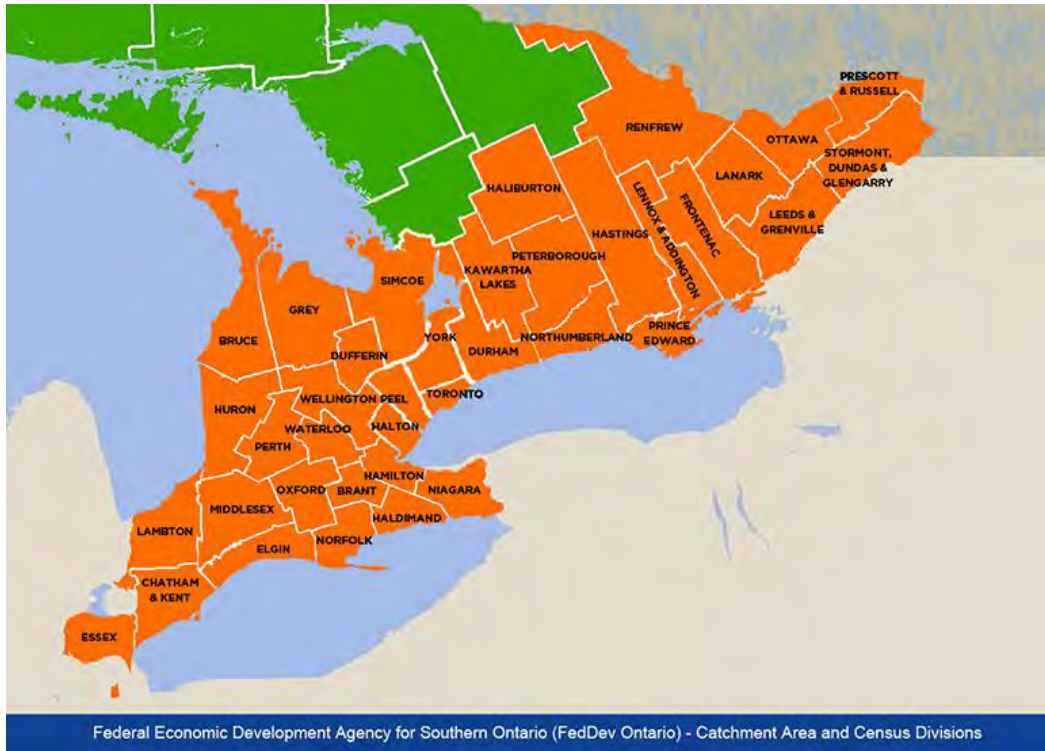 PRESCOTT
& RUSSELL
RENFREW
OTTAWA
STORMONT,
DUNDAS &
GLENGARRY
LANARK
HALIBURTON
LEEDS &
GRENVILLE
LENNOX & ADDINGTON
FRONTENAC
HASTINGS
PETERBOROUGH
KAWARTHA
LAKES
SIMCOE
GREY
PRINCE
EDWARD
NORTHUMBERLAND
YORK
BRUCE
DURHAM
DUFFERIN
TORONTO
WELLINGTON
PEEL
HURON
WATERLOO
HALTON
PERTH
HAMILTON
OXFORD
BRANT
NIAGARA
MIDDLESEX
HALDIMAND
LAMBTON
NORFOLK
ELGIN
CHATHAM
& KENT
ESSEX
Federal Economic Development Agency for Southern Ontario (FedDev Ontario) - Catchment Area and Census Divisions